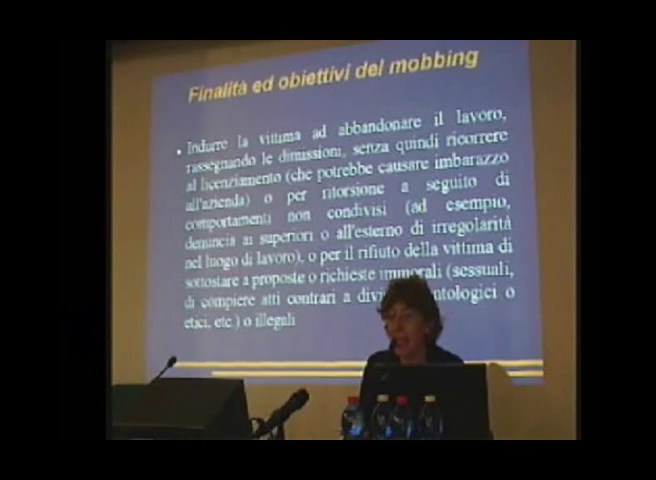 Finalità ed obiettivi del mobbing
• Indurre la vittima ad abbandonare il lavoro,
rassegnando le dimissioni, senza quindi ricorrere
al licenziamento (che potrebbe causare imbarazzo
all'azienda) o per ritorsione a seguito di
comportamenti non condivisi (ad esempio,
denuncia ai superiori o all'esterno di irregolarità
nel luogo di lavoro), o per il rifiuto della vittima di
sottostare a proposte o richieste immorali (sessuali,
di compiere atti contrari a divi ntologici o
etici, etc.) o illegali